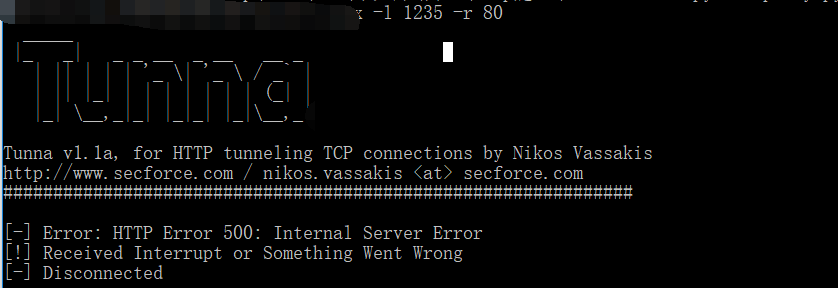 x -l 1235 -r 80
Tunna
Tunna v1.1a, for HTTP tunneling TCP connections by Nikos Vassakis
http://www.secforce.com / nikos.vassakis <at> secforce.com
###############################################################
[-] Error: HTTP Error 500: Internal Server Error
[!] Received Interrupt or Something Went Wrong
[-] Disconnected